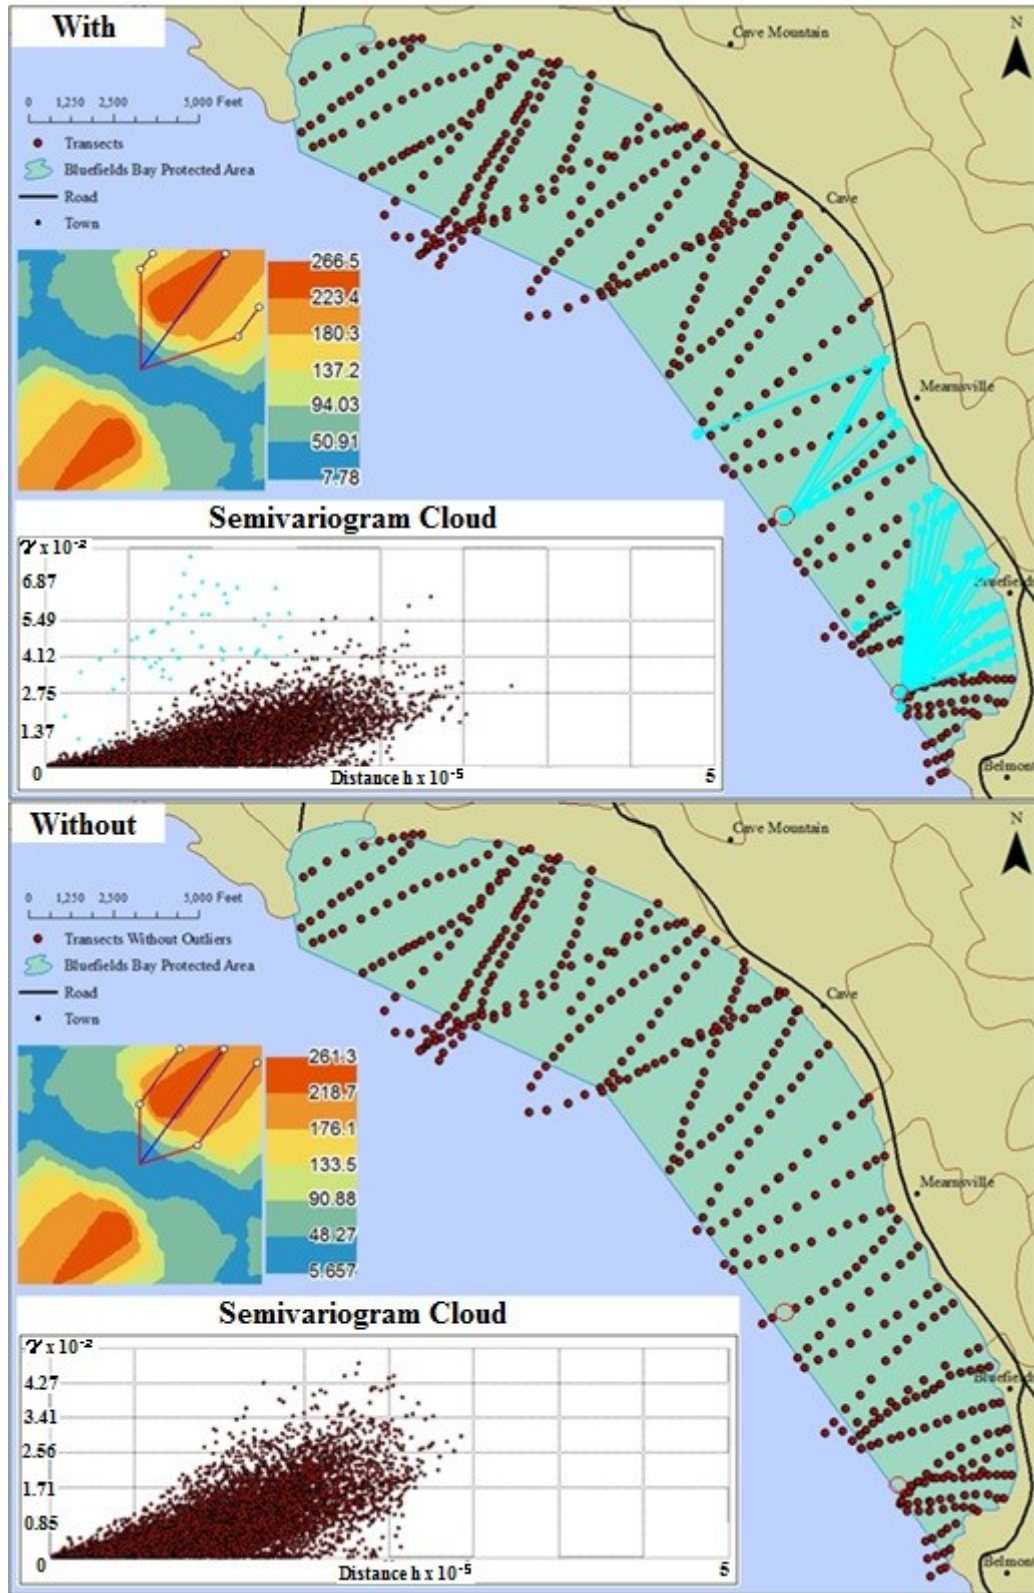 With
N
Cave Mountain
0 1,250 2,500 5,000 Feet
Transects
Bluefields Bay Protected Area
Road
Town
Cave
266.5
223.4
180.3
137.2
94.03
50.91
7.78
Mearnsville
Semivariogram Cloud
γ x 10⁻²
6.87
5.49
4.12
2.75
1.37
0
Distance h x 10⁻⁵
5
Bluefields
Belmont
Without
N
Cave Mountain
0 1,250 2,500 5,000 Feet
Transects Without Outliers
Bluefields Bay Protected Area
Road
Town
Cave
261.3
218.7
176.1
133.5
90.88
48.27
5.657
Mearnsville
Semivariogram Cloud
γ x 10⁻²
4.27
3.41
2.56
1.71
0.85
0
Distance h x 10⁻⁵
5
Bluefields
Belmont